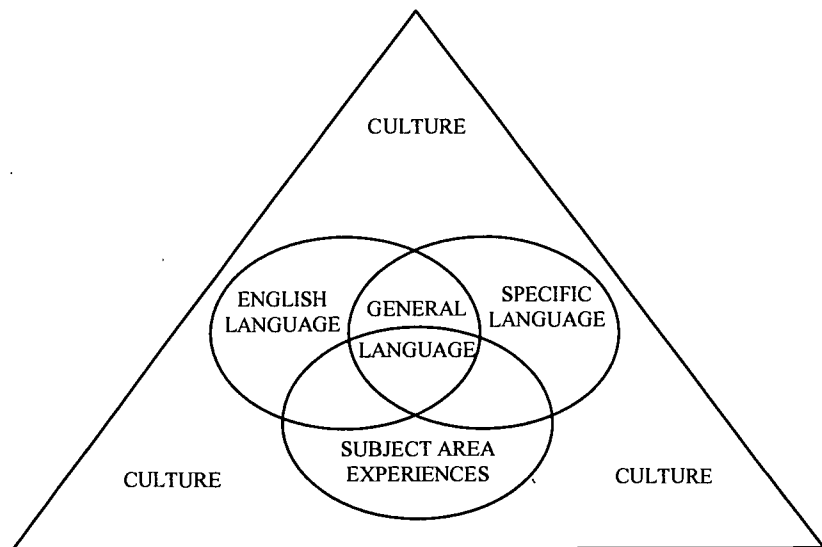 CULTURE
ENGLISH
LANGUAGE
GENERAL
LANGUAGE
SPECIFIC
LANGUAGE
SUBJECT AREA
EXPERIENCES
CULTURE
CULTURE